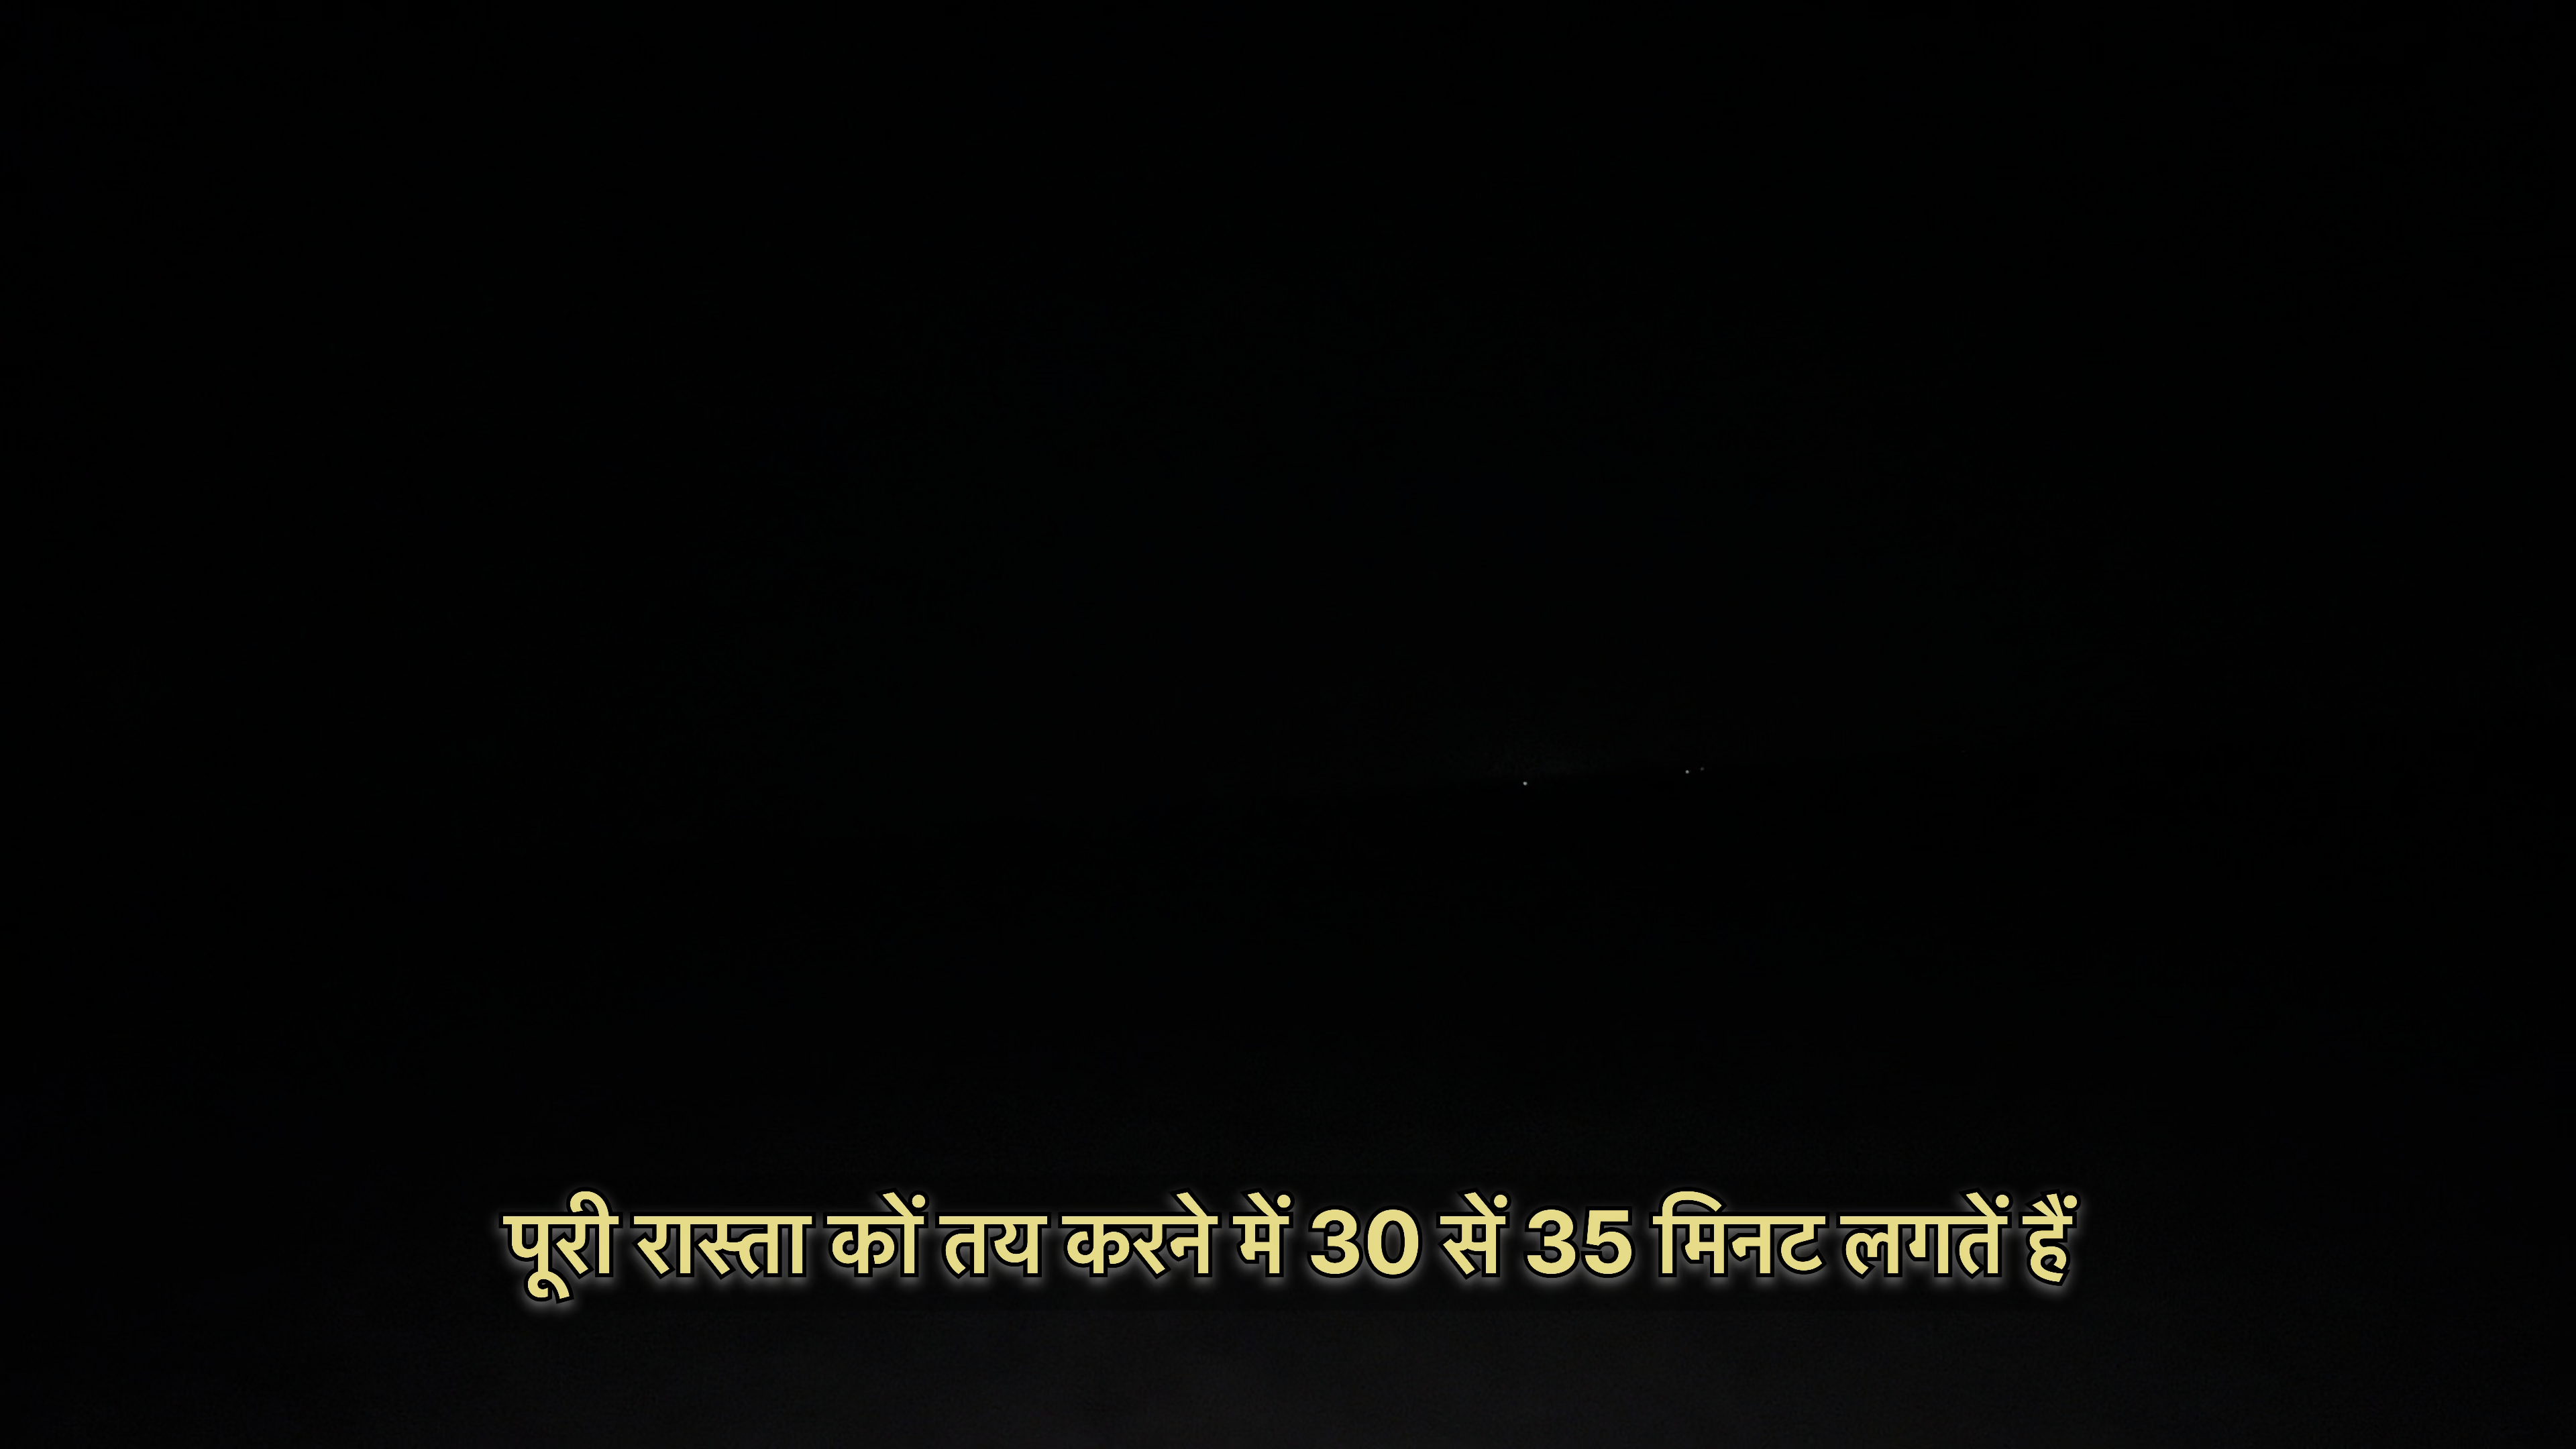 पूरी रास्ता कों तय करने में 30 सें 35 मिनट लगतें हैं